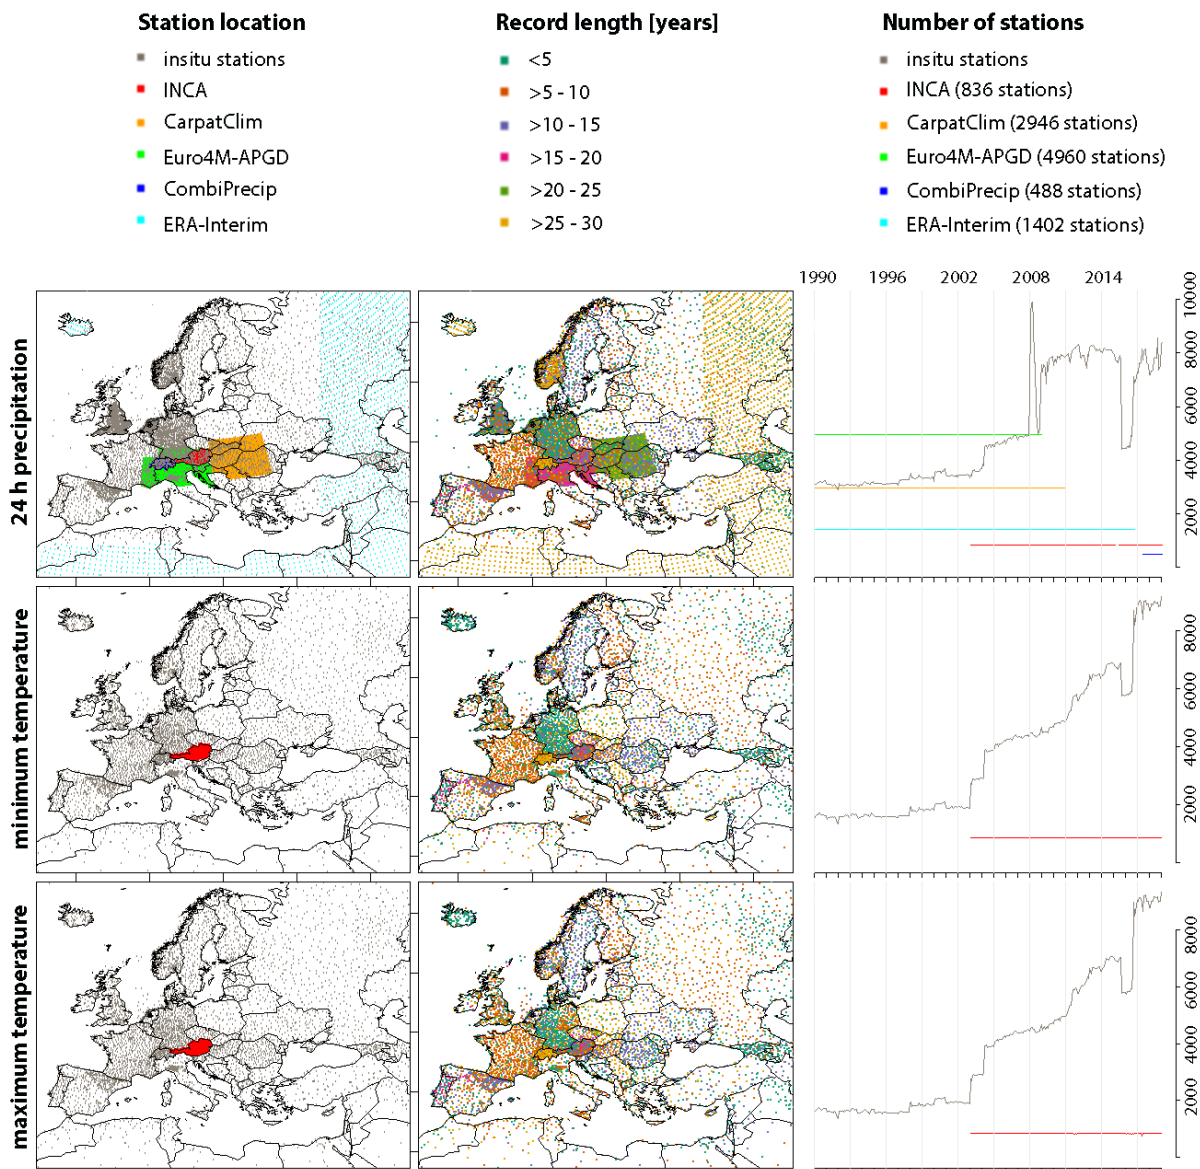 Station location
insitu stations
INCA
CarpatClim
Euro4M-APGD
CombiPrecip
ERA-Interim
Record length [years]
<5
>5 - 10
>10 - 15
>15 - 20
>20 - 25
>25 - 30
Number of stations
insitu stations
INCA (836 stations)
CarpatClim (2946 stations)
Euro4M-APGD (4960 stations)
CombiPrecip (488 stations)
ERA-Interim (1402 stations)
24 h precipitation
1990 1996 2002 2008 2014
10000
8000
6000
4000
2000
minimum temperature
8000
6000
4000
2000
maximum temperature
8000
6000
4000
2000